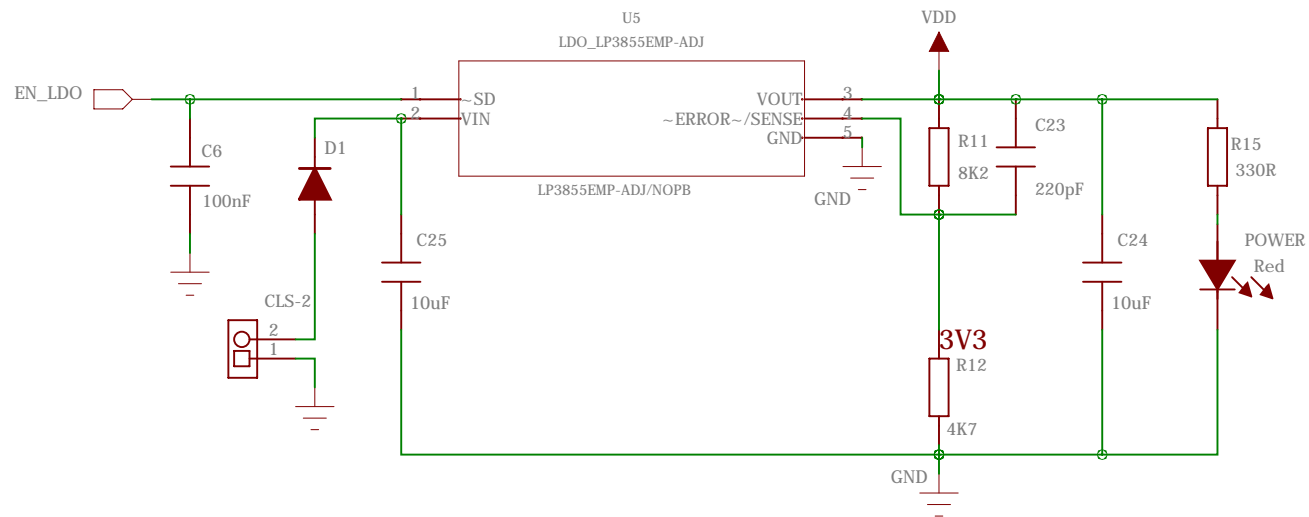 U5
LDO_LP3855EMP-ADJ
VDD
EN_LDO
1
~SD
VOUT
3
2
VIN
~ERROR~/SENSE
4
GND
5
C23
C6
D1
R11
R15
100nF
LP3855EMP-ADJ/NOPB
GND
8K2
220pF
330R
C25
C24
POWER
Red
CLS-2
10uF
10uF
2
1
3V3
R12
4K7
GND